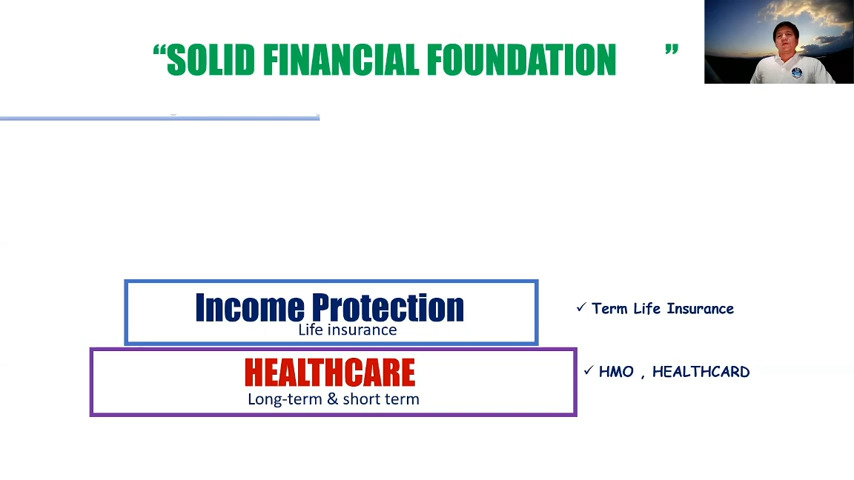 “SOLID FINANCIAL FOUNDATION ”
Income Protection
Life insurance
✓ Term Life Insurance
HEALTHCARE
Long-term & short term
✓ HMO , HEALTHCARD